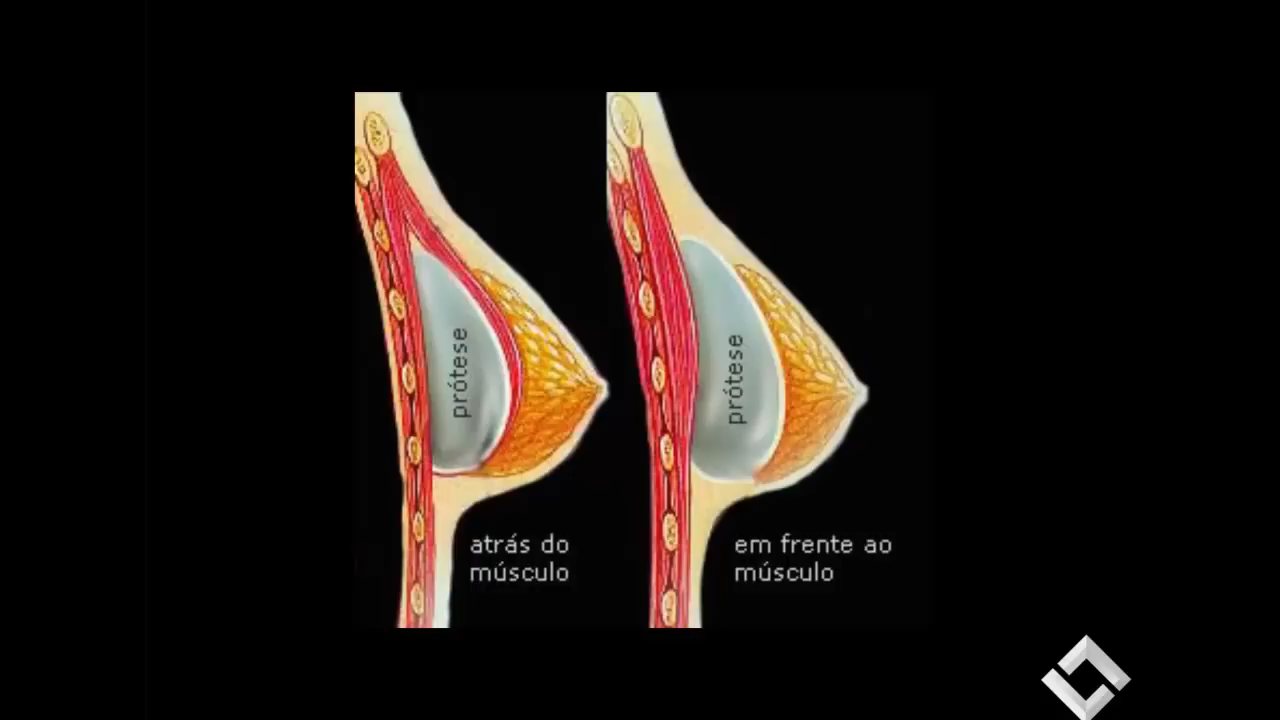 prótese
prótese
atrás do
músculo
em frente ao
músculo